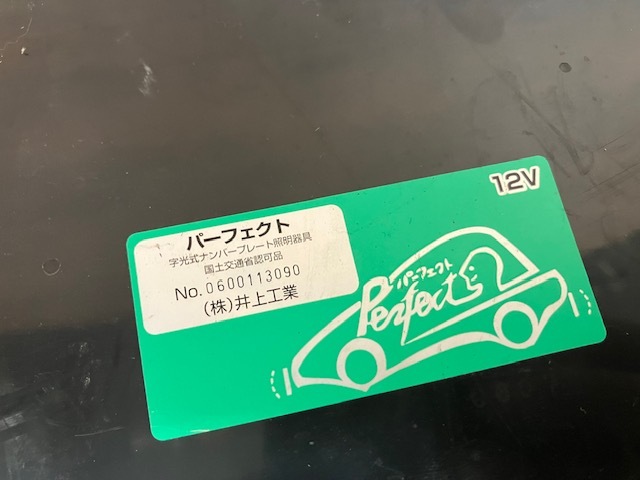 12V
パーフェクト
字光式ナンバープレート照明器具
国土交通省認可品
No.0600113090
(株)井上工業
パーフェクト
Perfect